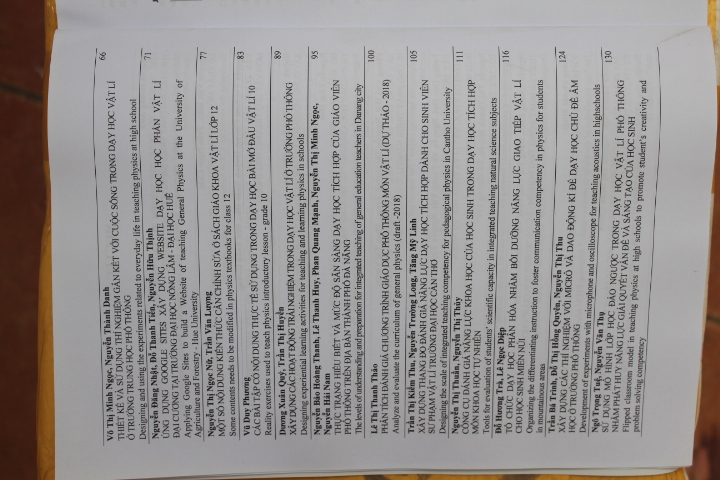 Võ Thị Minh Ngọc, Nguyễn Thanh Danh 66
THIẾT KẾ VÀ SỬ DỤNG THÍ NGHIỆM GẮN KẾT VỚI CUỘC SỐNG TRONG DẠY HỌC VẬT LÍ
Ở TRƯỜNG TRUNG HỌC PHỔ THÔNG
Designing and using the experiments related to everyday life in teaching physics at high school
Nguyễn Đăng Nhật, Đỗ Thanh Tiến, Nguyễn Hữu Thịnh 71
ỨNG DỤNG GOOGLE SITES XÂY DỰNG WEBSITE DẠY HỌC HỌC PHẦN VẬT LÍ
ĐẠI CƯƠNG TẠI TRƯỜNG ĐẠI HỌC NÔNG LÂM - ĐẠI HỌC HUẾ
Applying Google Sites to build a Website of teaching General Physics at the University of
Agriculture and Forestry - Hue University
Nguyễn Thị Ngọc Nữ, Trần Văn Lượng 77
MỘT SỐ NỘI DUNG KIẾN THỨC CẦN CHỈNH SỬA Ở SÁCH GIÁO KHOA VẬT LÍ LỚP 12
Some contents needs to be modified in physics textbooks for class 12
Vũ Duy Phương 83
CÁC BÀI TẬP CÓ NỘI DUNG THỰC TẾ SỬ DỤNG TRONG DẠY HỌC BÀI MỞ ĐẦU VẬT LÍ 10
Reality exercises used to teach physics introductory lesson - grade 10
Dương Xuân Quý, Trần Thị Huyền 89
XÂY DỰNG CÁC HOẠT ĐỘNG TRẢI NGHIỆM TRONG DẠY HỌC VẬT LÍ Ở TRƯỜNG PHỔ THÔNG
Designing experiential learning activities for teaching and learning physics in schools
Nguyễn Bảo Hoàng Thanh, Lê Thanh Huy, Phan Quang Mạnh, Nguyễn Thị Minh Ngọc, 95
Nguyễn Hải Nam
THỰC TRẠNG HIỂU BIẾT VÀ MỨC ĐỘ SẴN SÀNG DẠY HỌC TÍCH HỢP CỦA GIÁO VIÊN
PHỔ THÔNG TRÊN ĐỊA BÀN THÀNH PHỐ ĐÀ NẴNG
The levels of understanding and preparation for integrated teaching of general education teachers in Danang city
Lê Thị Thanh Thảo 100
PHÂN TÍCH ĐÁNH GIÁ CHƯƠNG TRÌNH GIÁO DỤC PHỔ THÔNG MÔN VẬT LÍ (DỰ THẢO - 2018)
Analyze and evaluate the curriculum of general physics (draft -2018)
Trần Thị Kiểm Thu, Nguyễn Trường Long, Tăng Mỹ Linh 105
XÂY DỰNG THANG ĐO ĐÁNH GIÁ NĂNG LỰC DẠY HỌC TÍCH HỢP DÀNH CHO SINH VIÊN
SƯ PHẠM VẬT LÍ TRƯỜNG ĐẠI HỌC CẦN THƠ
Designing the scale of integrated teaching competency for pedagogical physics in Cantho University
Nguyễn Thị Thuần, Nguyễn Thị Thủy 111
CÔNG CỤ ĐÁNH GIÁ NĂNG LỰC KHOA HỌC CỦA HỌC SINH TRONG DẠY HỌC TÍCH HỢP
MÔN KHOA HỌC TỰ NHIÊN
Tools for evaluation of students' scientific capacity in integrated teaching natural science subjects
Đỗ Hương Trà, Lê Ngọc Diệp 116
TỔ CHỨC DẠY HỌC PHÂN HÓA NHẰM BỒI DƯỠNG NĂNG LỰC GIAO TIẾP VẬT LÍ
CHO HỌC SINH MIỀN NÚI
Organizing the differentiating instruction to foster communication competency in physics for students
in mountainous areas
Trần Bá Trình, Đỗ Thị Hồng Quyên, Nguyễn Thị Thu 124
XÂY DỰNG CÁC THÍ NGHIỆM VỚI MICRÔ VÀ DAO ĐỘNG KÍ ĐỂ DẠY HỌC CHỦ ĐỀ ÂM
HỌC Ở TRƯỜNG PHỔ THÔNG
Development of experiments with microphone and oscilloscope for teaching acoustics in highschools
Ngô Trọng Tuệ, Nguyễn Văn Thụ 130
SỬ DỤNG MÔ HÌNH LỚP HỌC ĐẢO NGƯỢC TRONG DẠY HỌC VẬT LÍ PHỔ THÔNG
NHẰM PHÁT HUY NĂNG LỰC GIẢI QUYẾT VẤN ĐỀ VÀ SÁNG TẠO CỦA HỌC SINH
Flipped classroom model in teaching physics at high schools to promote student's creativity and
problem solving competency